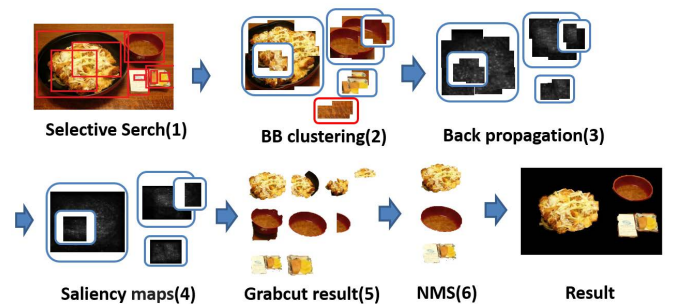 Selective Serch(1)
BB clustering(2)
Back propagation(3)
Saliency maps(4)
Grabcut result(5)
NMS(6)
Result